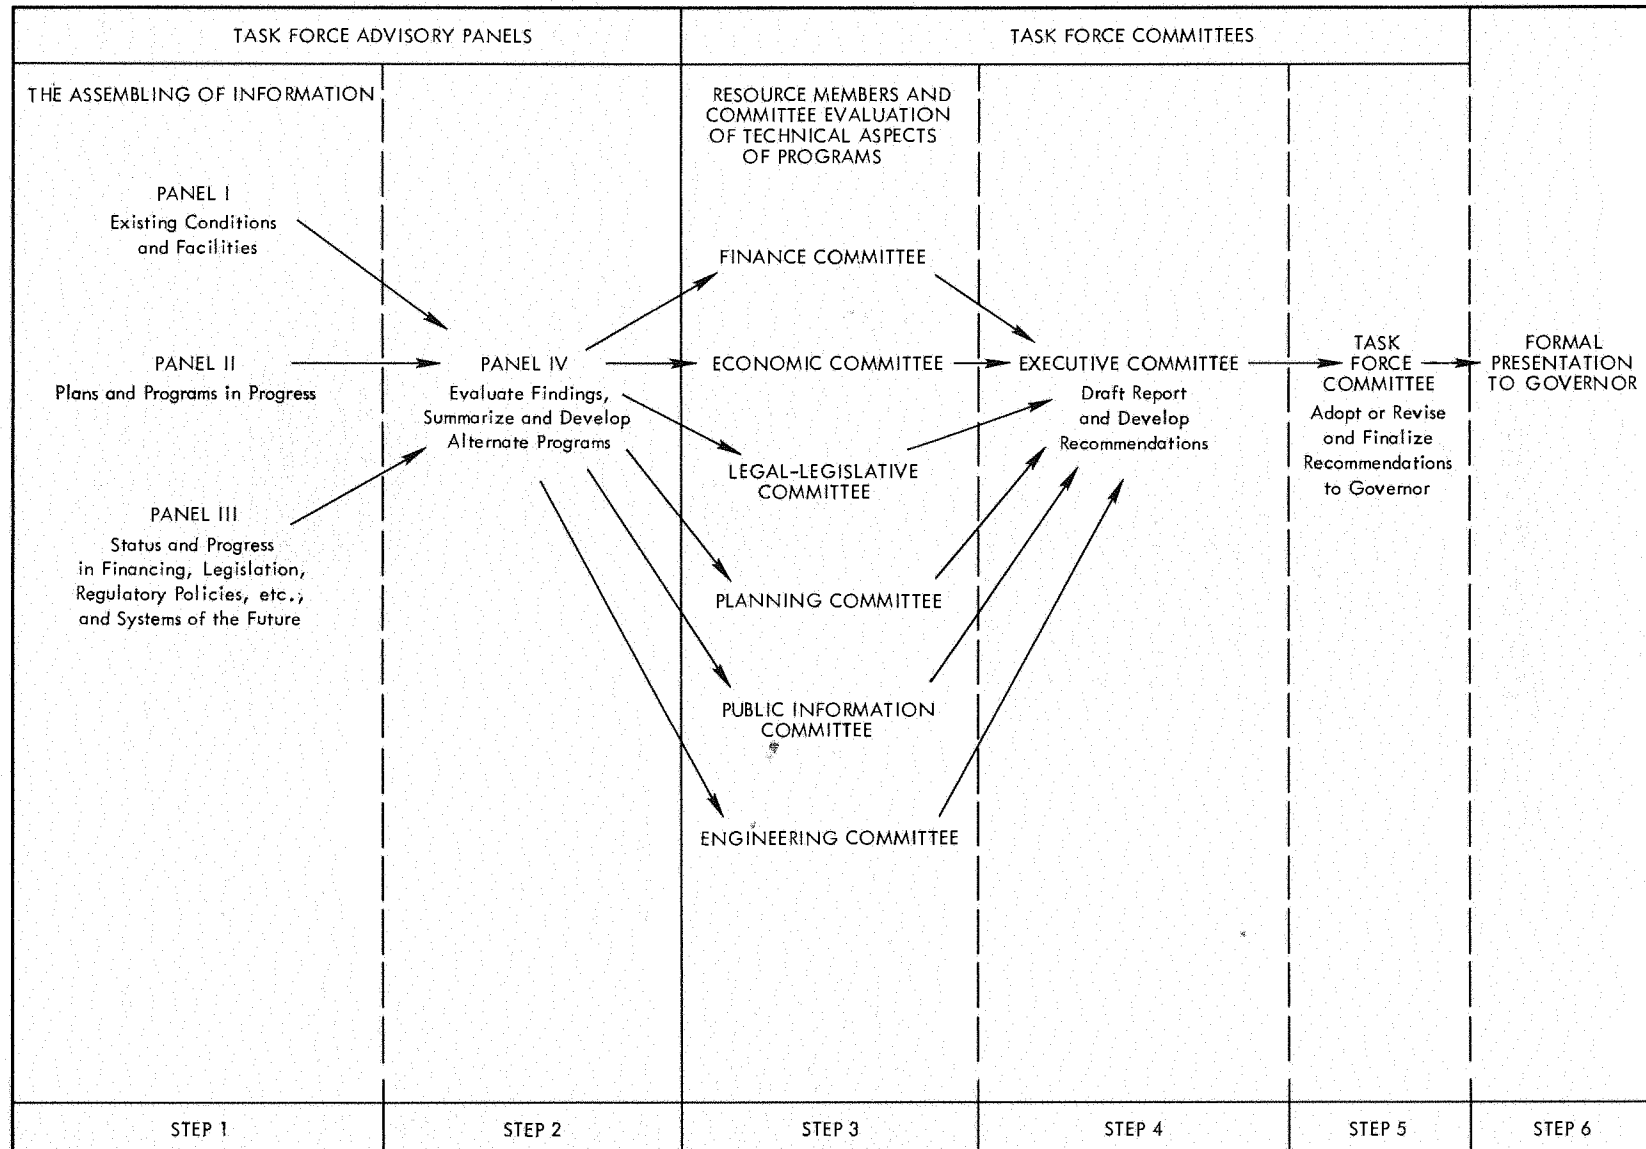 TASK FORCE ADVISORY PANELS
TASK FORCE COMMITTEES
THE ASSEMBLING OF INFORMATION
RESOURCE MEMBERS AND
COMMITTEE EVALUATION
OF TECHNICAL ASPECTS
OF PROGRAMS
PANEL I
Existing Conditions
and Facilities
PANEL II
Plans and Programs in Progress
PANEL III
Status and Progress
in Financing, Legislation,
Regulatory Policies, etc.,
and Systems of the Future
PANEL IV
Evaluate Findings,
Summarize and Develop
Alternate Programs
FINANCE COMMITTEE
ECONOMIC COMMITTEE
LEGAL-LEGISLATIVE
COMMITTEE
PLANNING COMMITTEE
PUBLIC INFORMATION
COMMITTEE
ENGINEERING COMMITTEE
EXECUTIVE COMMITTEE
Draft Report
and Develop
Recommendations
TASK
FORCE
COMMITTEE
Adopt or Revise
and Finalize
Recommendations
to Governor
FORMAL
PRESENTATION
TO GOVERNOR
STEP 1
STEP 2
STEP 3
STEP 4
STEP 5
STEP 6